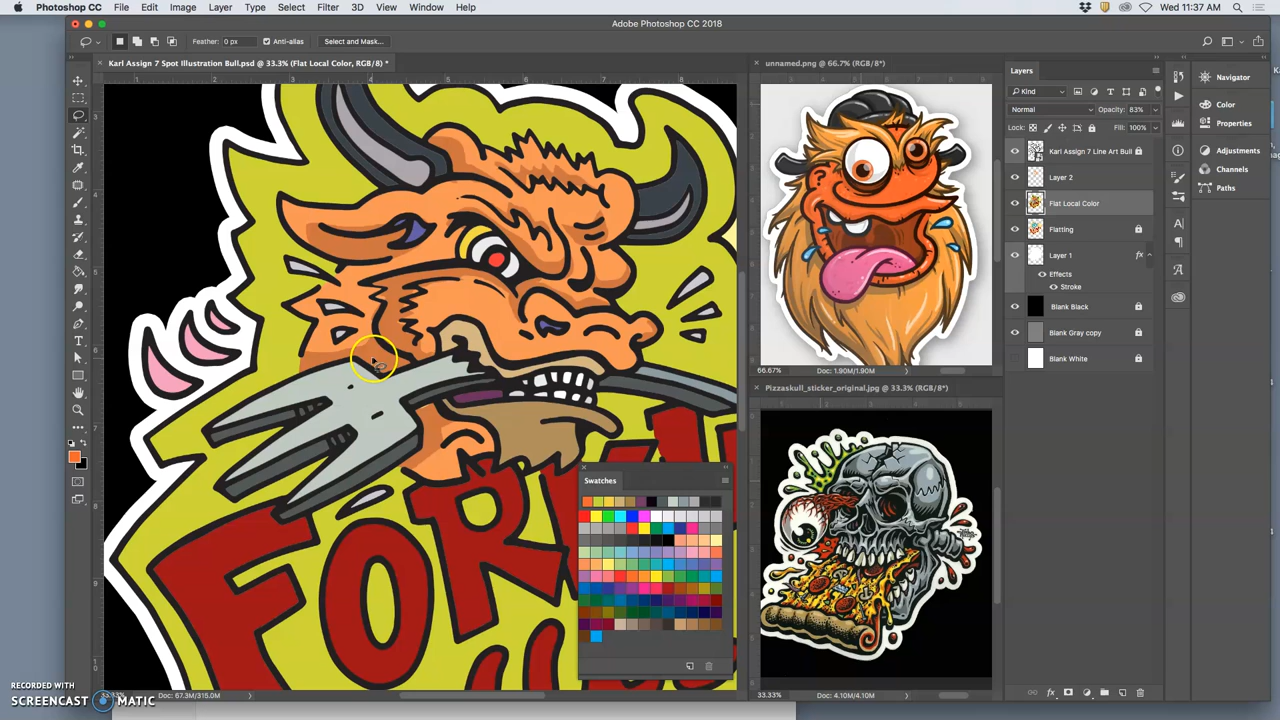 Photoshop CC File Edit Image Layer Type Select Filter 3D View Window Help Wed 11:37 AM
Adobe Photoshop CC 2018
Feather: 0 px Anti-alias Select and Mask...
Karl Assign 7 Spot Illustration Bull.psd @ 33.3% (Flat Local Color, RGB/8) *
unnamed.png @ 66.7% (RGB/8*)
Layers
Kind
Normal Opacity: 83%
Lock: Fill: 100%
Karl Assign 7 Line Art Bull
Layer 2
Flat Local Color
Flatting
Layer 1 fx
Effects
Stroke
Blank Black
Blank Gray copy
Blank White
Navigator
Color
Properties
Adjustments
Channels
Paths
66.67% Doc: 1.90M/1.90M
Pizzaskull_sticker_original.jpg @ 33.3% (RGB/8*)
Swatches
33.33% Doc: 67.3M/315.0M
33.33% Doc: 4.10M/4.10M
RECORDED WITH
SCREENCAST MATIC